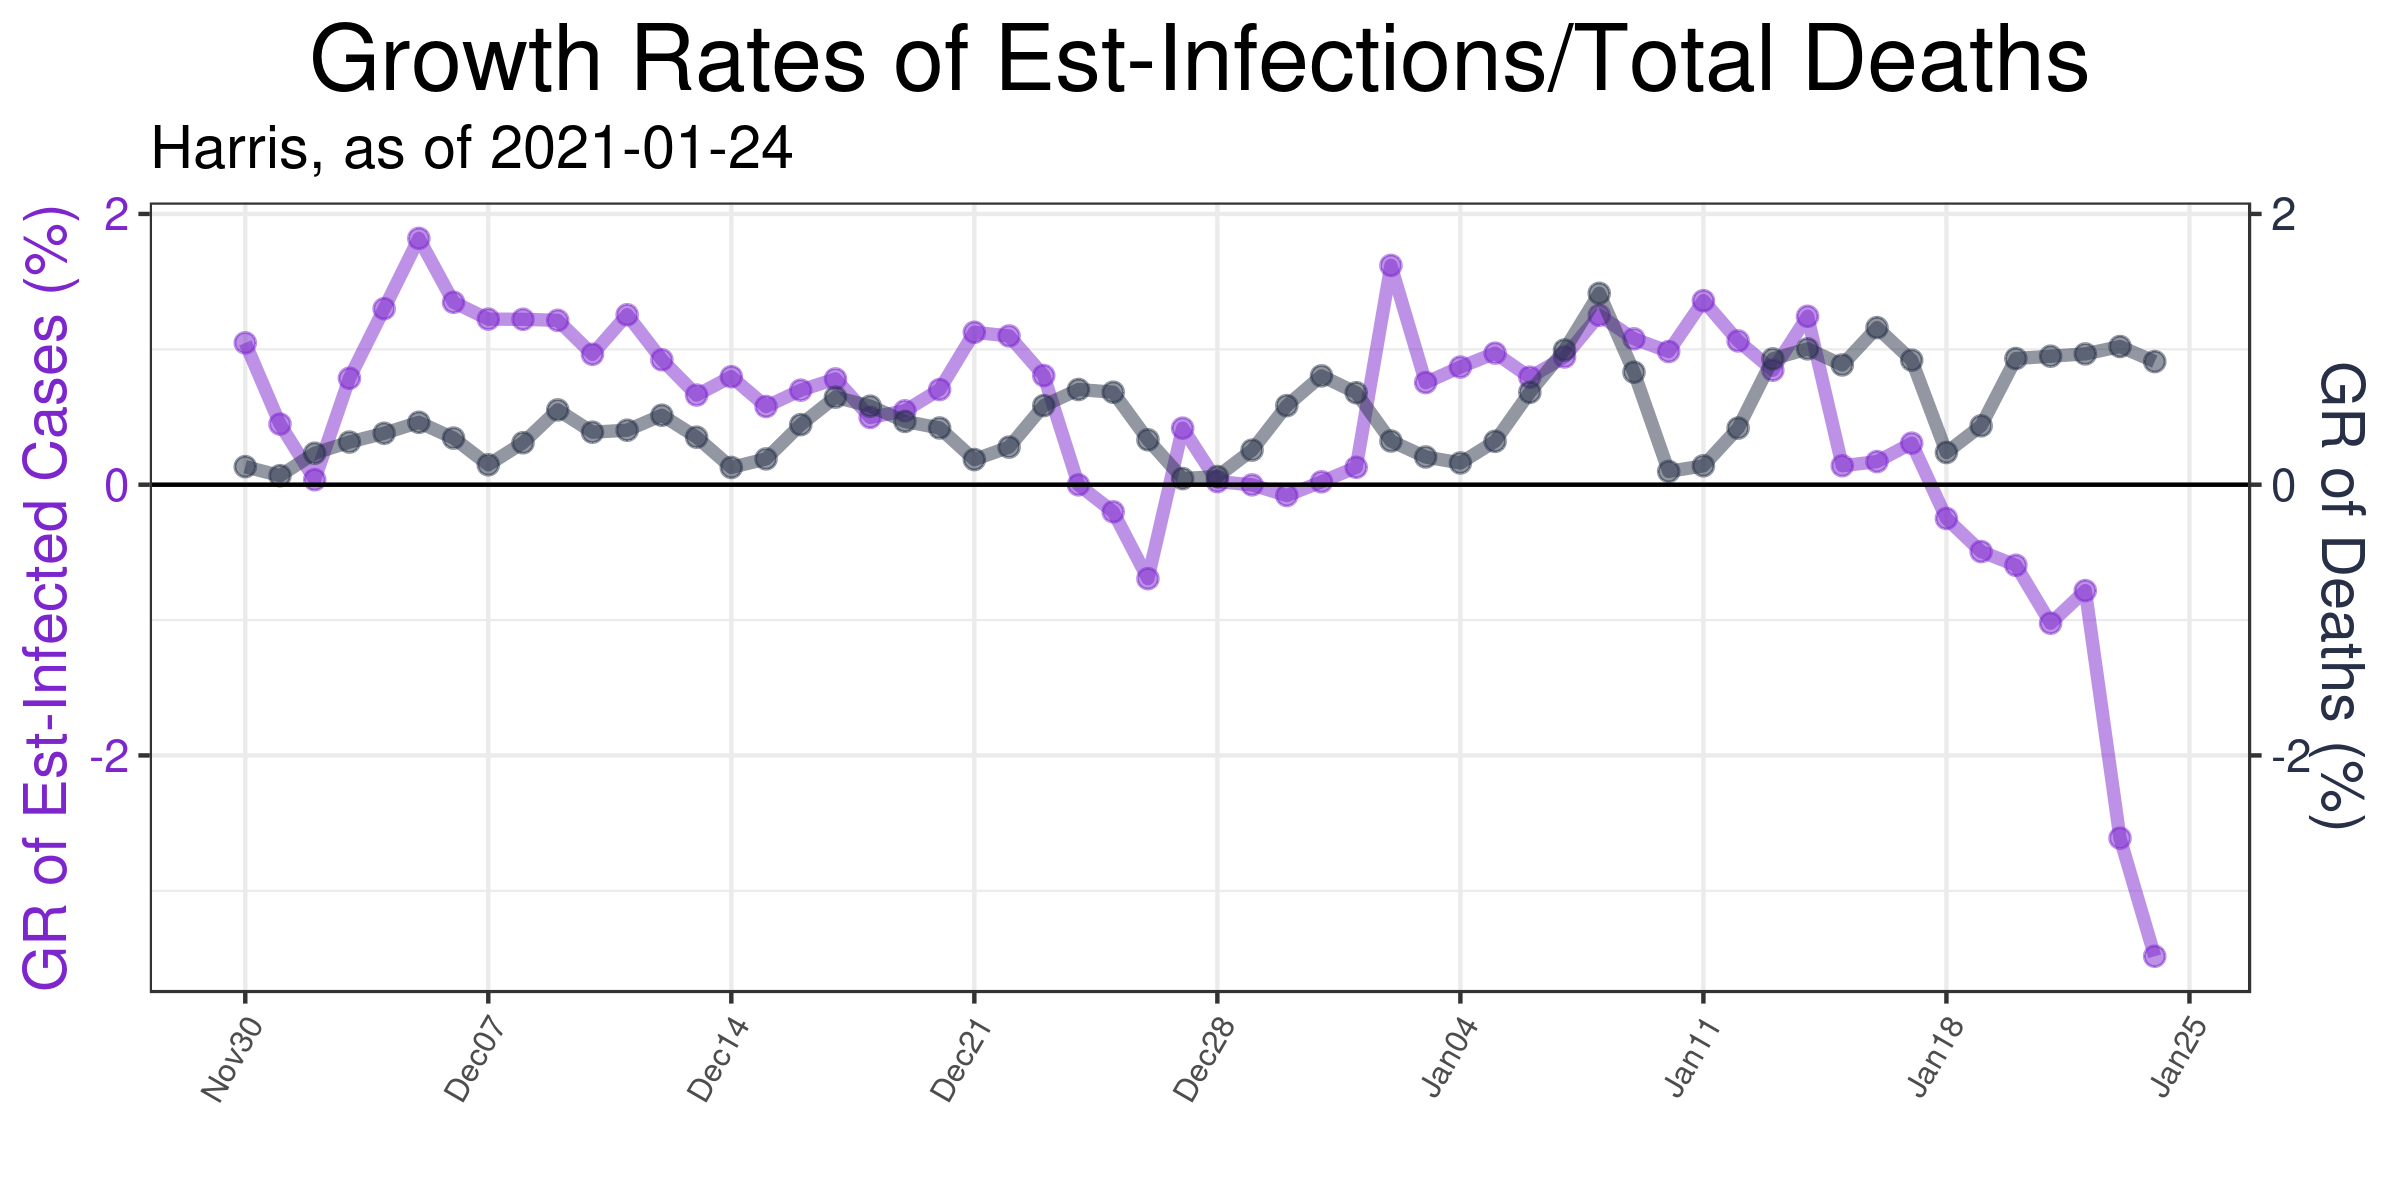 Growth Rates of Est-Infections/Total Deaths
Harris, as of 2021-01-24
GR of Est-Infected Cases (%)
2
0
-2
2
0
-2
GR of Deaths (%)
Nov30
Dec07
Dec14
Dec21
Dec28
Jan04
Jan11
Jan18
Jan25